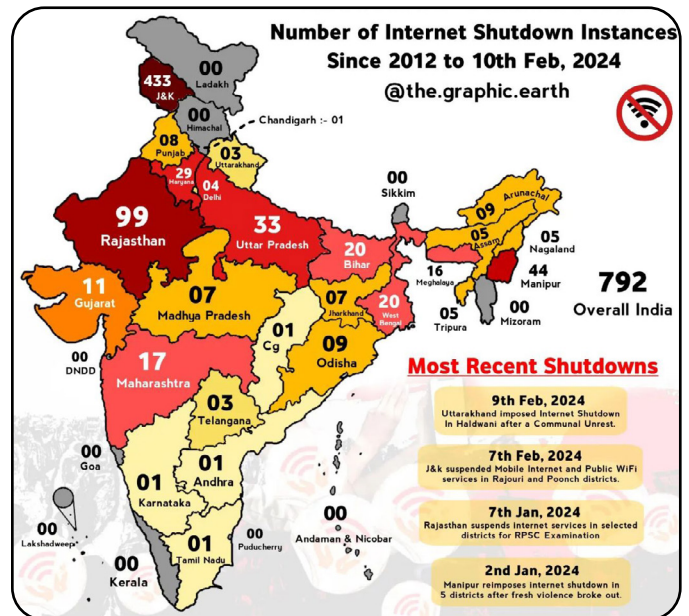 Number of Internet Shutdown Instances
Since 2012 to 10th Feb, 2024
@the.graphic.earth
00
Ladakh
433
J&K
00
Himachal
Chandigarh :- 01
08
Punjab
03
Uttarakhand
29
Haryana
04
Delhi
99
Rajasthan
33
Uttar Pradesh
00
Sikkim
09
Arunachal
05
Assam
05
Nagaland
20
Bihar
16
Meghalaya
44
Manipur
792
Overall India
11
Gujarat
07
Madhya Pradesh
07
Jharkhand
20
West
Bengal
05
Tripura
00
Mizoram
01
Cg
09
Odisha
00
DNDD
17
Maharashtra
03
Telangana
Most Recent Shutdowns
9th Feb, 2024
Uttarakhand imposed Internet Shutdown
In Haldwani after a Communal Unrest.
7th Feb, 2024
J&k suspended Mobile Internet and Public WiFi
services in Rajouri and Poonch districts.
7th Jan, 2024
Rajasthan suspends internet services in selected
districts for RPSC Examination
2nd Jan, 2024
Manipur reimposes internet shutdown in
5 districts after fresh violence broke out.
00
Goa
01
Karnataka
01
Andhra
00
Lakshadweep
00
Kerala
01
Tamil Nadu
00
Puducherry
00
Andaman & Nicobar